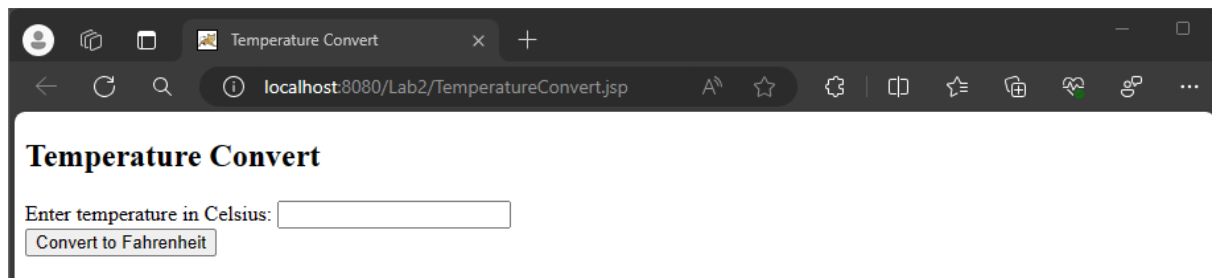 Temperature Convert
localhost:8080/Lab2/TemperatureConvert.jsp
Temperature Convert
Enter temperature in Celsius:
Convert to Fahrenheit